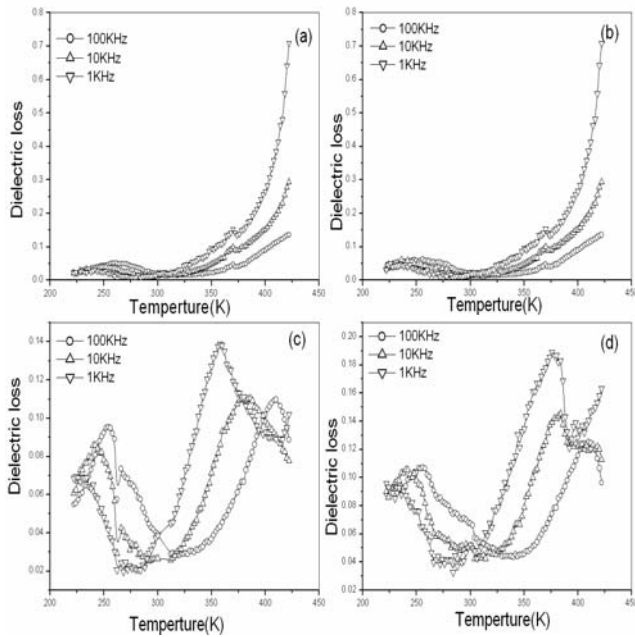 (a)
100KHz
10KHz
1KHz
Dielectric loss
0.8
0.7
0.6
0.5
0.4
0.3
0.2
0.1
0.0
200 250 300 350 400 450
Temperture(K)
(b)
100KHz
10KHz
1KHz
Dielectric loss
0.8
0.7
0.6
0.5
0.4
0.3
0.2
0.1
0.0
200 250 300 350 400 450
Temperture(K)
(c)
100KHz
10KHz
1KHz
Dielectric loss
0.14
0.12
0.10
0.08
0.06
0.04
0.02
200 250 300 350 400 450
Temperture(K)
(d)
100KHz
10KHz
1KHz
Dielectric loss
0.20
0.18
0.16
0.14
0.12
0.10
0.08
0.06
0.04
0.02
200 250 300 350 400 450
Temperture(K)